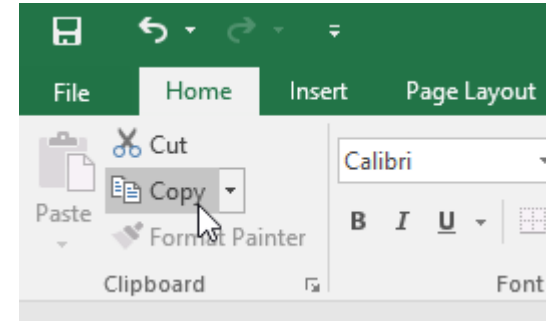 File Home Insert Page Layout
Cut
Calibri
Copy
Paste
B I U
Format Painter
Clipboard Font